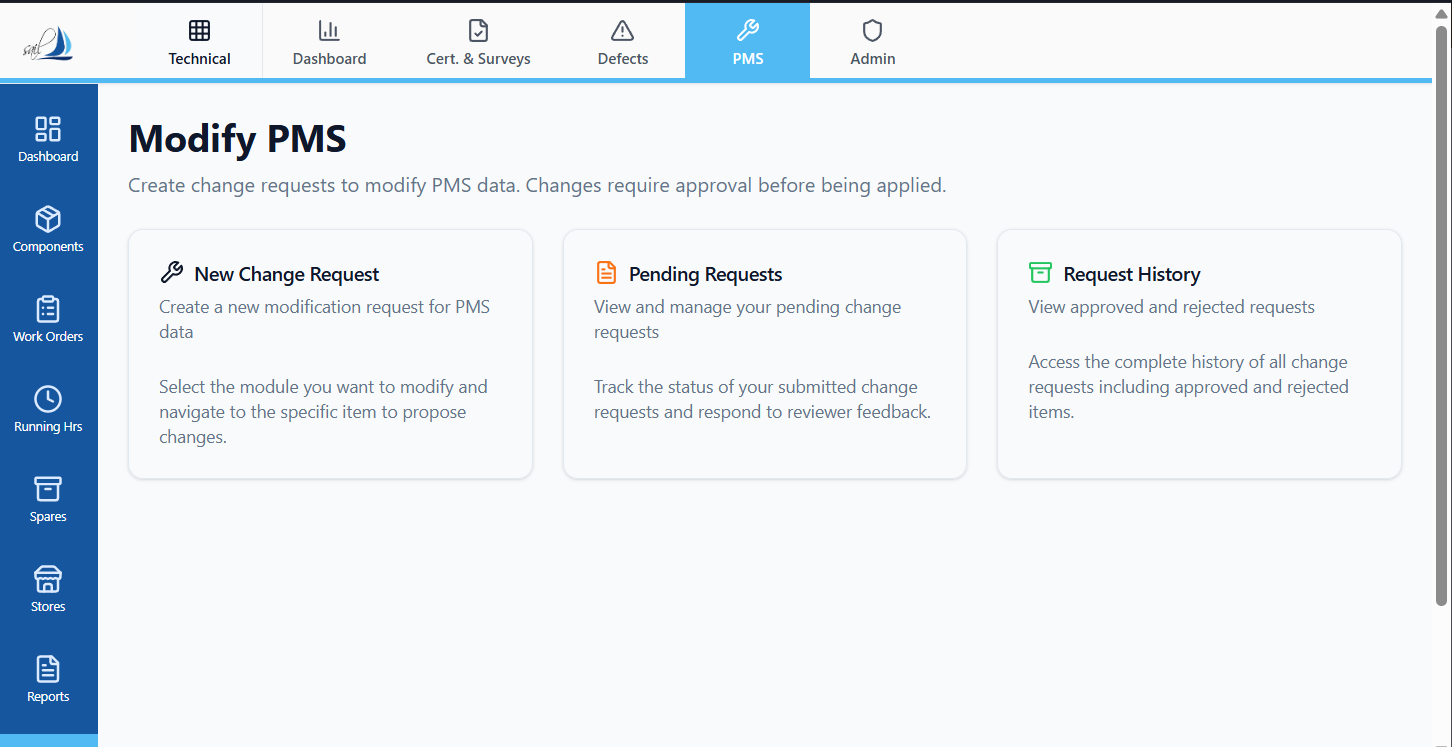 sail
Technical
Dashboard
Cert. & Surveys
Defects
PMS
Admin
Dashboard
Components
Work Orders
Running Hrs
Spares
Stores
Reports
Modify PMS
Create change requests to modify PMS data. Changes require approval before being applied.
New Change Request
Create a new modification request for PMS
data
Select the module you want to modify and
navigate to the specific item to propose
changes.
Pending Requests
View and manage your pending change
requests
Track the status of your submitted change
requests and respond to reviewer feedback.
Request History
View approved and rejected requests
Access the complete history of all change
requests including approved and rejected
items.